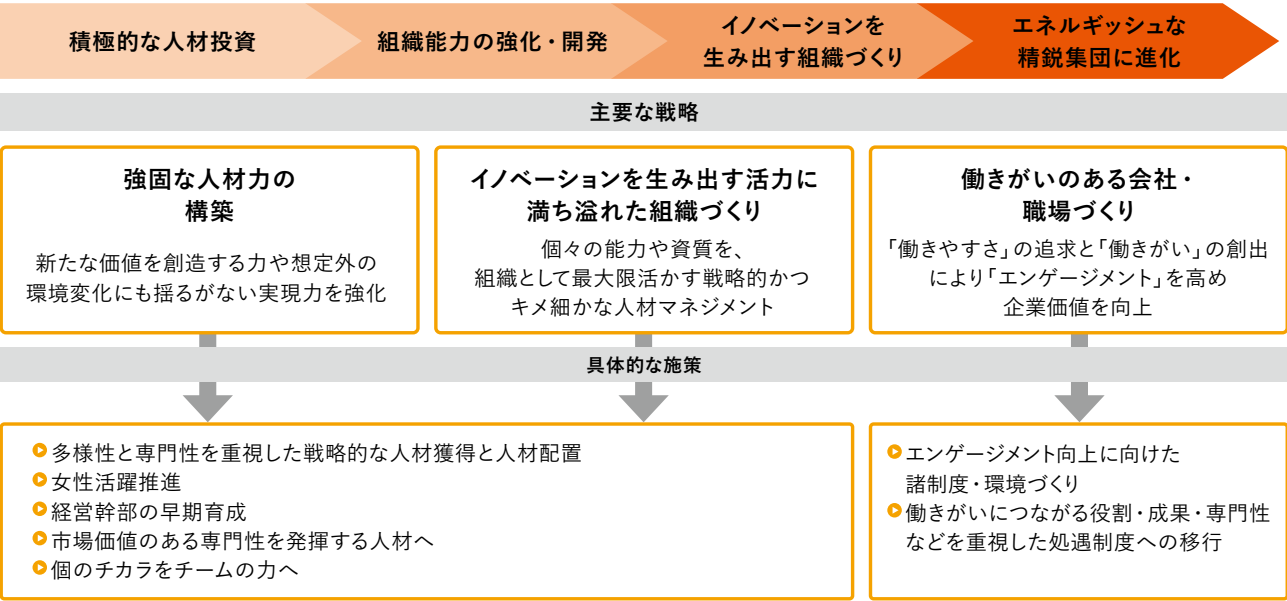 積極的な人材投資
組織能力の強化・開発
イノベーションを
生み出す組織づくり
エネルギッシュな
精鋭集団に進化
主要な戦略
強固な人材力の
構築
新たな価値を創造する力や想定外の
環境変化にも揺るがない実現力を強化
イノベーションを生み出す活力に
満ち溢れた組織づくり
個々の能力や資質を、
組織として最大限活かす戦略的かつ
キメ細かな人材マネジメント
働きがいのある会社・
職場づくり
「働きやすさ」の追求と「働きがい」の創出
により「エンゲージメント」を高め
企業価値を向上
具体的な施策
多様性と専門性を重視した戦略的な人材獲得と人材配置
女性活躍推進
経営幹部の早期育成
市場価値のある専門性を発揮する人材へ
個のチカラをチームの力へ
エンゲージメント向上に向けた
諸制度・環境づくり
働きがいにつながる役割・成果・専門性
などを重視した処遇制度への移行